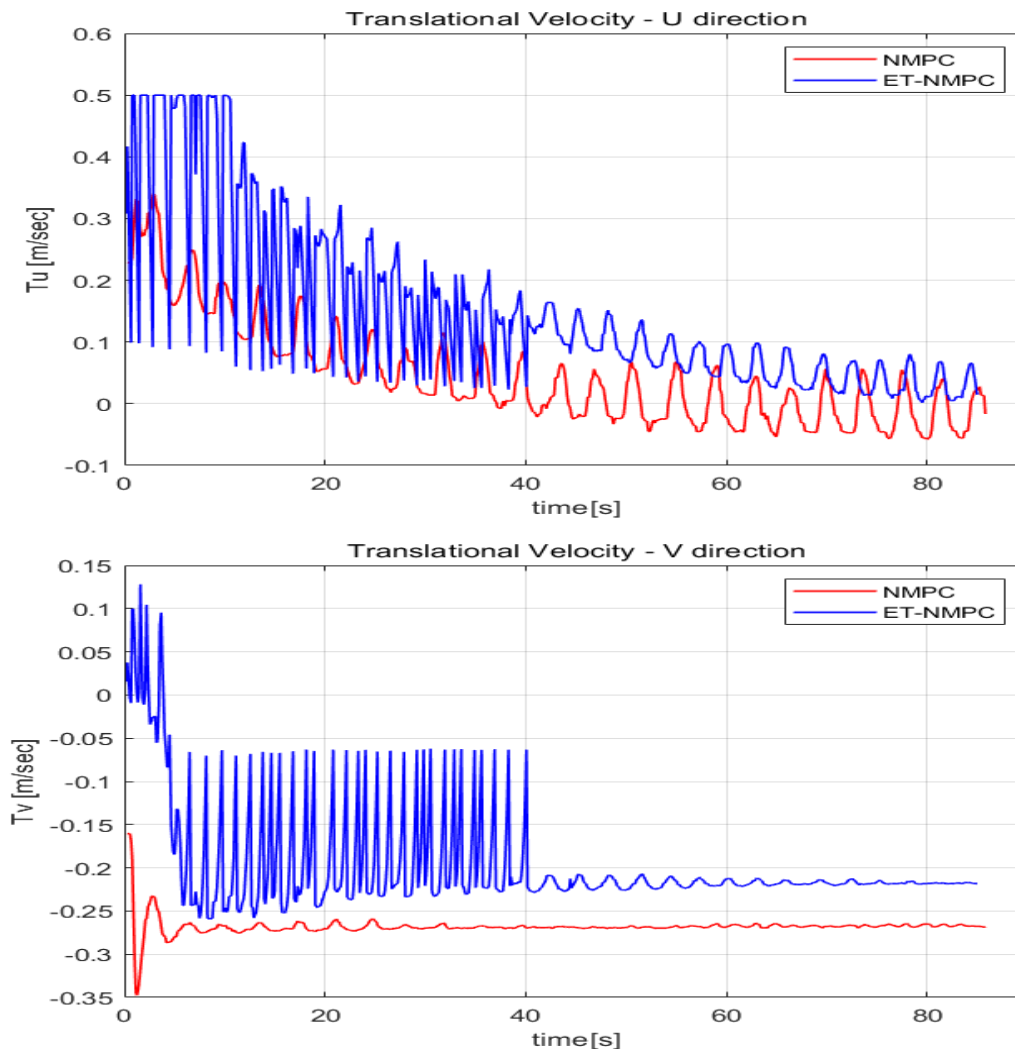 Translational Velocity - U direction
0.6
0.5
0.4
0.3
0.2
0.1
0
-0.1
Tu [m/sec]
NMPC
ET-NMPC
0 20 40 60 80
time[s]
Translational Velocity - V direction
0.15
0.1
0.05
0
-0.05
-0.1
-0.15
-0.2
-0.25
-0.3
-0.35
Tv [m/sec]
NMPC
ET-NMPC
0 20 40 60 80
time[s]